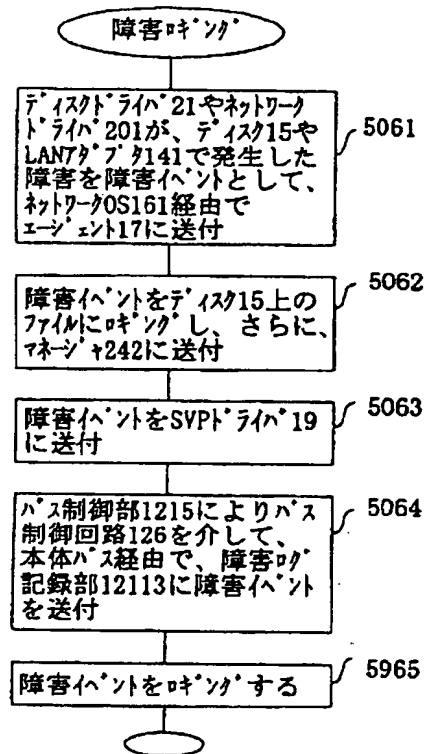 障害ロギング
ディスクドライバ21やネットワーク
ドライバ201が、ディスク15や
LANアダプタ141で発生した
障害を障害イベントとして、
ネットワークOS161経由で
エージェント17に送付
5061
障害イベントをディスク15上の
ファイルにロギングし、さらに、
マネージャ242に送付
5062
障害イベントをSVPドライバ19
に送付
5063
バス制御部1215によりバス
制御回路126を介して、
本体バス経由で、障害ログ
記録部12113に障害イベント
を送付
5064
障害イベントをロギングする
5965